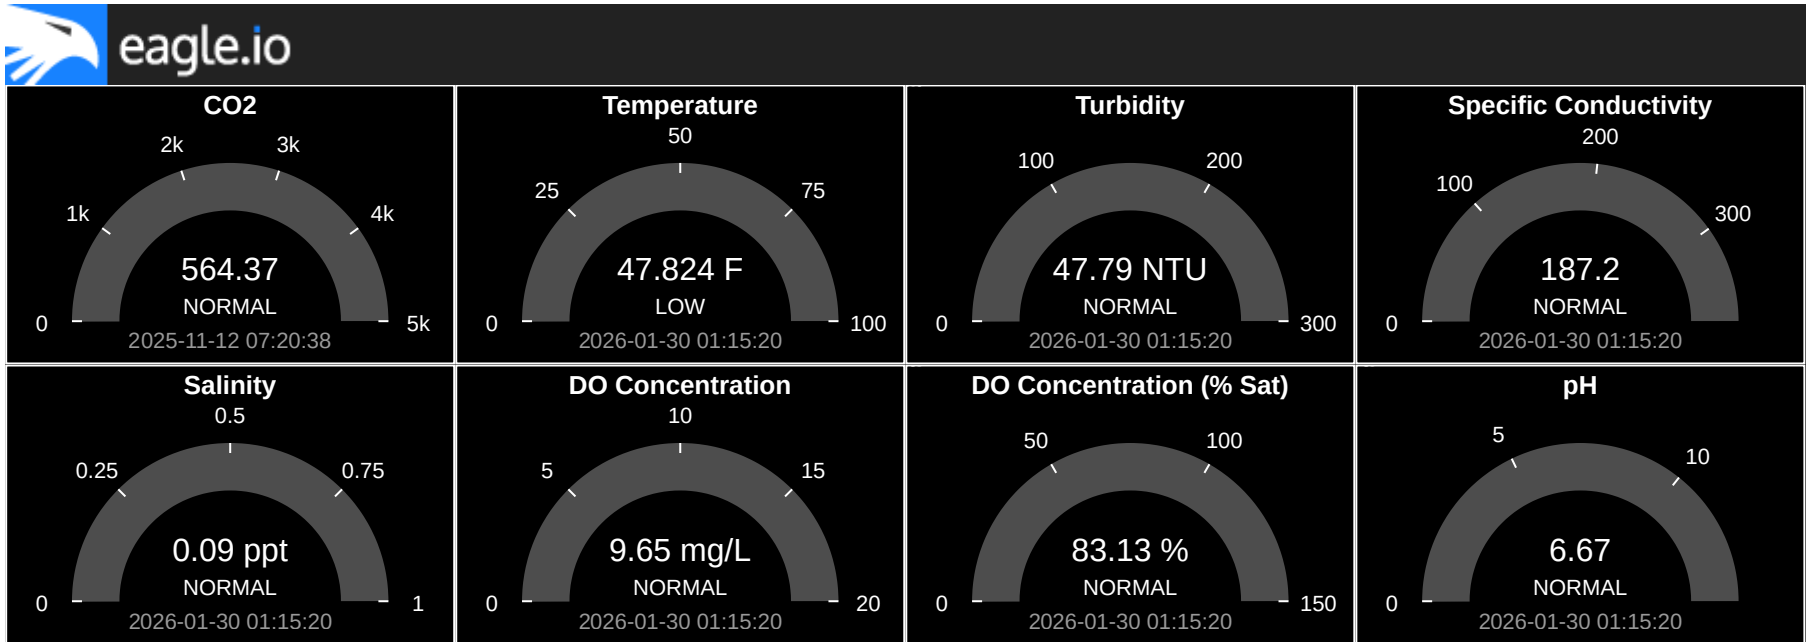 eagle.io
CO2
2k 3k
1k 4k
564.37
NORMAL
0 5k
2025-11-12 07:20:38
Temperature
50
25 75
47.824 F
LOW
0 100
2026-01-30 01:15:20
Turbidity
100 200
47.79 NTU
NORMAL
0 300
2026-01-30 01:15:20
Specific Conductivity
200
100
300
187.2
NORMAL
0
2026-01-30 01:15:20
Salinity
0.5
0.25 0.75
0.09 ppt
NORMAL
0 1
2026-01-30 01:15:20
DO Concentration
10
5 15
9.65 mg/L
NORMAL
0 20
2026-01-30 01:15:20
DO Concentration (% Sat)
50 100
83.13 %
NORMAL
0 150
2026-01-30 01:15:20
pH
5
10
6.67
NORMAL
0
2026-01-30 01:15:20